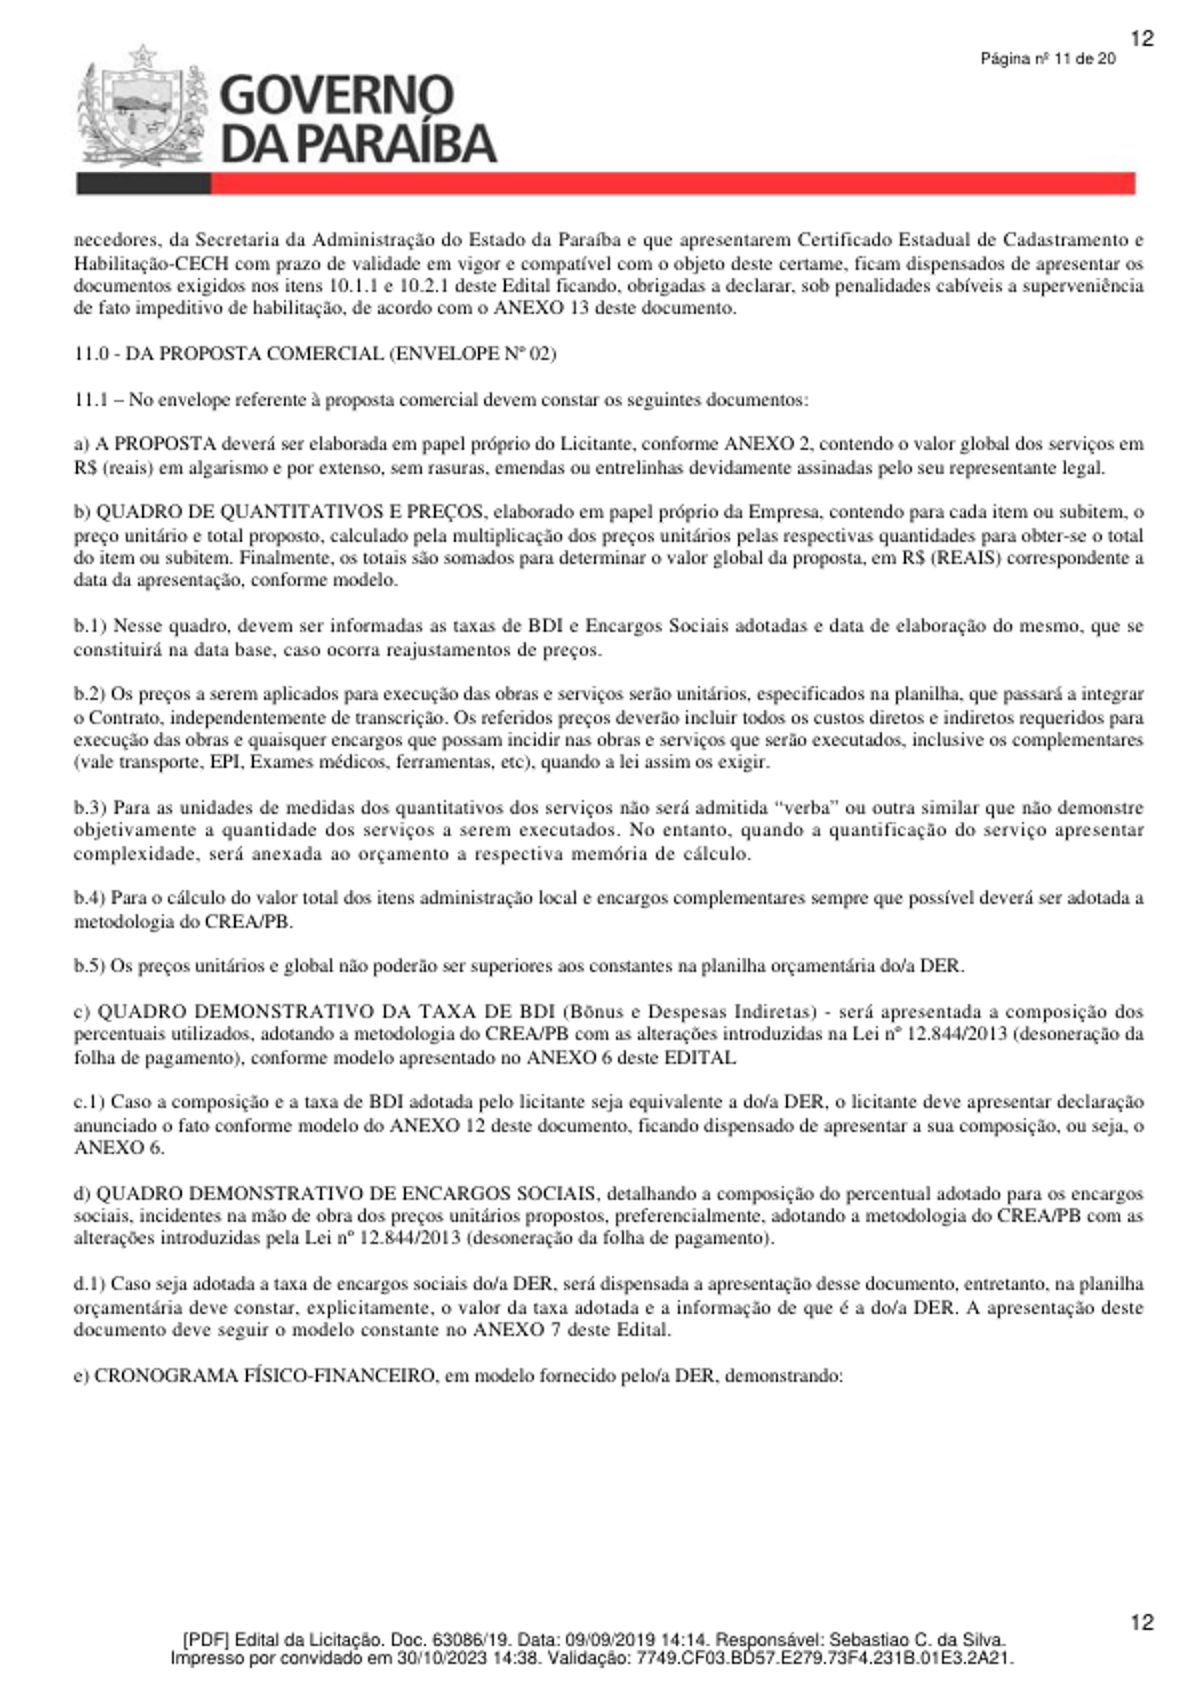 12
Página nº 11 de 20
GOVERNO
DA PARAÍBA
necedores, da Secretaria da Administração do Estado da Paraíba e que apresentarem Certificado Estadual de Cadastramento e
Habilitação-CECH com prazo de validade em vigor e compatível com o objeto deste certame, ficam dispensados de apresentar os
documentos exigidos nos itens 10.1.1 e 10.2.1 deste Edital ficando, obrigadas a declarar, sob penalidades cabíveis a superveniência
de fato impeditivo de habilitação, de acordo com o ANEXO 13 deste documento.
11.0 - DA PROPOSTA COMERCIAL (ENVELOPE Nº 02)
11.1 – No envelope referente à proposta comercial devem constar os seguintes documentos:
a) A PROPOSTA deverá ser elaborada em papel próprio do Licitante, conforme ANEXO 2, contendo o valor global dos serviços em
R$ (reais) em algarismo e por extenso, sem rasuras, emendas ou entrelinhas devidamente assinadas pelo seu representante legal.
b) QUADRO DE QUANTITATIVOS E PREÇOS, elaborado em papel próprio da Empresa, contendo para cada item ou subitem, o
preço unitário e total proposto, calculado pela multiplicação dos preços unitários pelas respectivas quantidades para obter-se o total
do item ou subitem. Finalmente, os totais são somados para determinar o valor global da proposta, em R$ (REAIS) correspondente a
data da apresentação, conforme modelo.
b.1) Nesse quadro, devem ser informadas as taxas de BDI e Encargos Sociais adotadas e data de elaboração do mesmo, que se
constituirá na data base, caso ocorra reajustamentos de preços.
b.2) Os preços a serem aplicados para execução das obras e serviços serão unitários, especificados na planilha, que passará a integrar
o Contrato, independentemente de transcrição. Os referidos preços deverão incluir todos os custos diretos e indiretos requeridos para
execução das obras e quaisquer encargos que possam incidir nas obras e serviços que serão executados, inclusive os complementares
(vale transporte, EPI, Exames médicos, ferramentas, etc), quando a lei assim os exigir.
b.3) Para as unidades de medidas dos quantitativos dos serviços não será admitida “verba” ou outra similar que não demonstre
objetivamente a quantidade dos serviços a serem executados. No entanto, quando a quantificação do serviço apresentar
complexidade, será anexada ao orçamento a respectiva memória de cálculo.
b.4) Para o cálculo do valor total dos itens administração local e encargos complementares sempre que possível deverá ser adotada a
metodologia do CREA/PB.
b.5) Os preços unitários e global não poderão ser superiores aos constantes na planilha orçamentária do/a DER.
c) QUADRO DEMONSTRATIVO DA TAXA DE BDI (Bônus e Despesas Indiretas) - será apresentada a composição dos
percentuais utilizados, adotando a metodologia do CREA/PB com as alterações introduzidas na Lei nº 12.844/2013 (desoneração da
folha de pagamento), conforme modelo apresentado no ANEXO 6 deste EDITAL
c.1) Caso a composição e a taxa de BDI adotada pelo licitante seja equivalente a do/a DER, o licitante deve apresentar declaração
anunciado o fato conforme modelo do ANEXO 12 deste documento, ficando dispensado de apresentar a sua composição, ou seja, o
ANEXO 6.
d) QUADRO DEMONSTRATIVO DE ENCARGOS SOCIAIS, detalhando a composição do percentual adotado para os encargos
sociais, incidentes na mão de obra dos preços unitários propostos, preferencialmente, adotando a metodologia do CREA/PB com as
alterações introduzidas pela Lei nº 12.844/2013 (desoneração da folha de pagamento).
d.1) Caso seja adotada a taxa de encargos sociais do/a DER, será dispensada a apresentação desse documento, entretanto, na planilha
orçamentária deve constar, explicitamente, o valor da taxa adotada e a informação de que é a do/a DER. A apresentação deste
documento deve seguir o modelo constante no ANEXO 7 deste Edital.
e) CRONOGRAMA FÍSICO-FINANCEIRO, em modelo fornecido pelo/a DER, demonstrando:
12
[PDF] Edital da Licitação. Doc. 63086/19. Data: 09/09/2019 14:14. Responsável: Sebastiao C. da Silva.
Impresso por convidado em 30/10/2023 14:38. Validação: 7749.CF03.BD57.E279.73F4.231B.01E3.2A21.